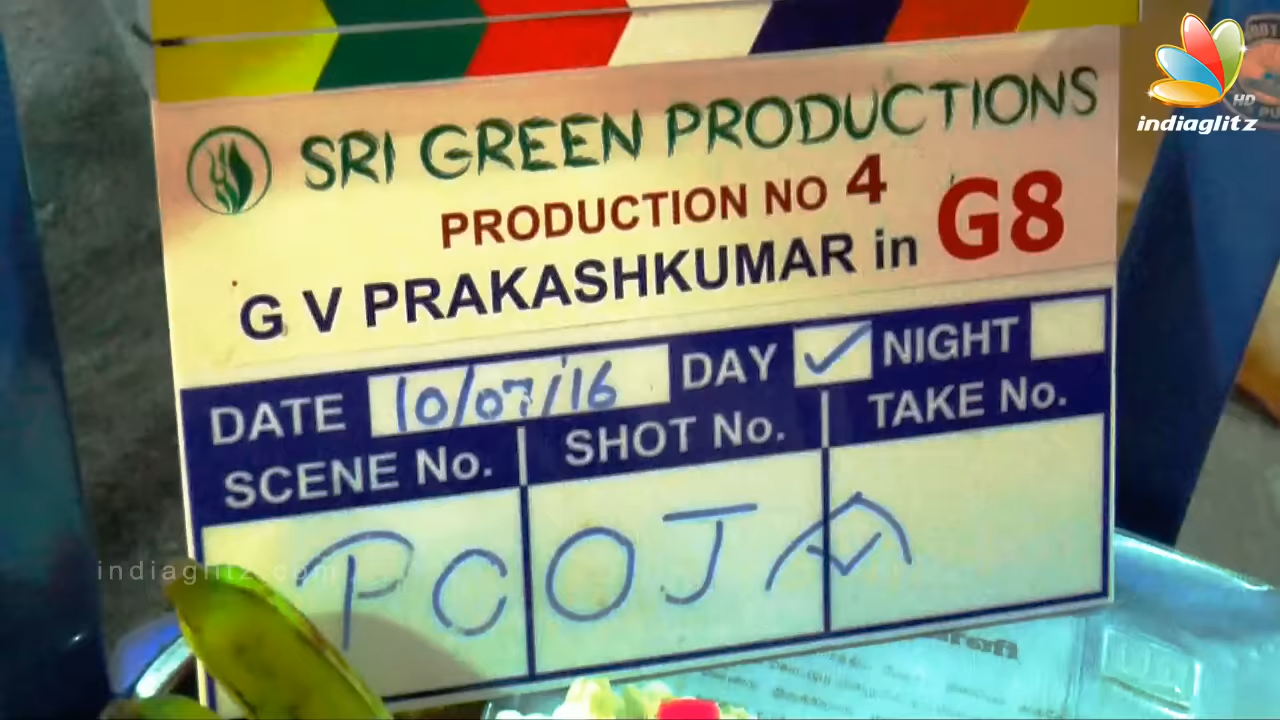 SRI GREEN PRODUCTIONS
PRODUCTION NO 4
G V PRAKASHKUMAR in G8
DATE 10/07/16 DAY ✓ NIGHT
SCENE No. SHOT No. TAKE No.
POOJA
HD
indiaglitz
indiaglitz.com